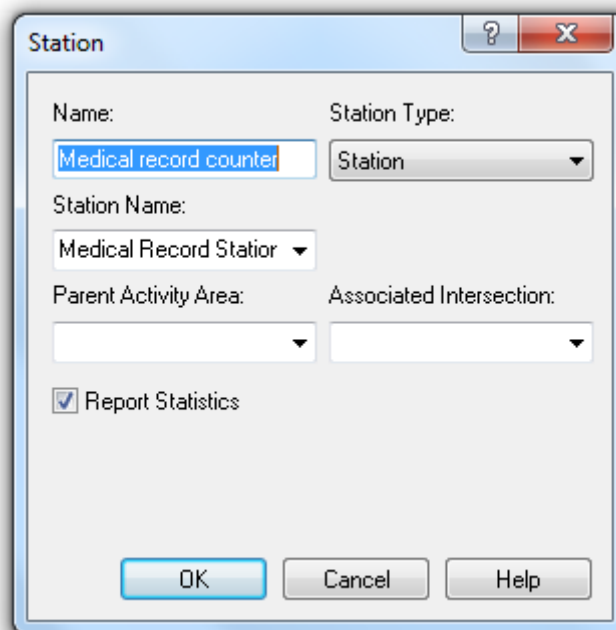 Station
?
Name:
Station Type:
Medical record counter
Station
Station Name:
Medical Record Station
Parent Activity Area:
Associated Intersection:
Report Statistics
OK
Cancel
Help